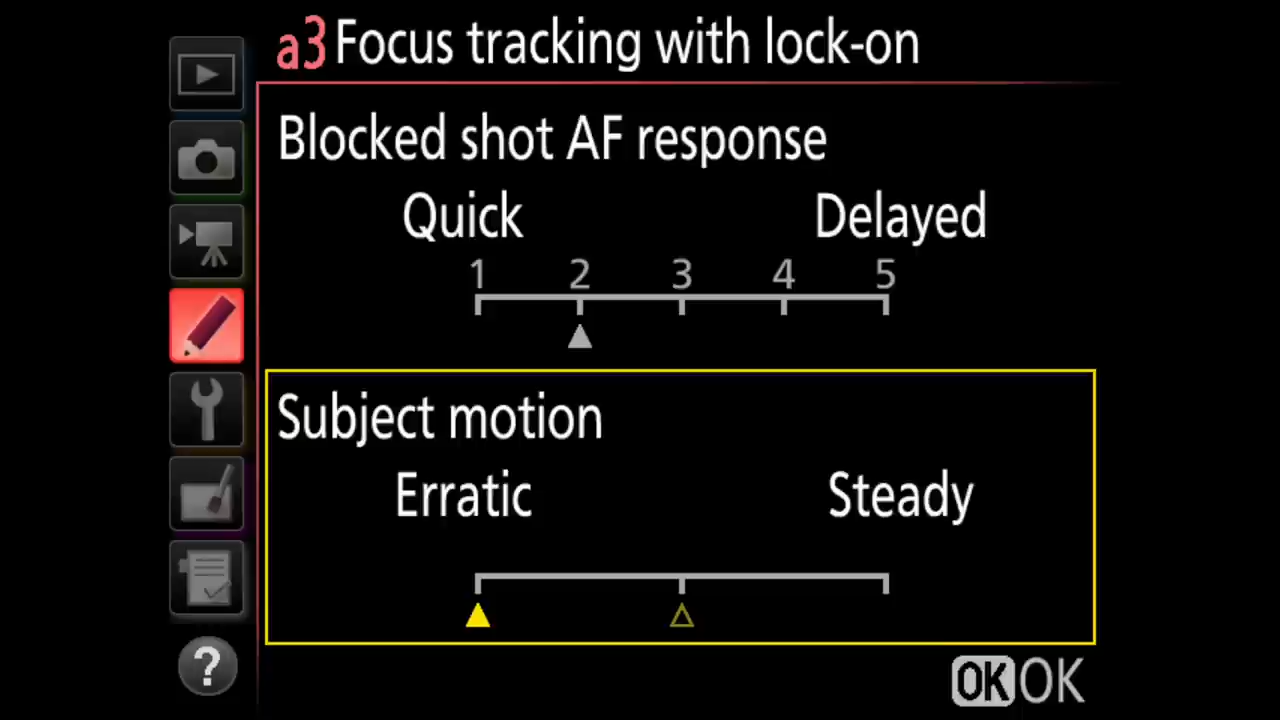 a3 Focus tracking with lock-on
Blocked shot AF response
Quick Delayed
1 2 3 4 5
Subject motion
Erratic Steady
? OK OK